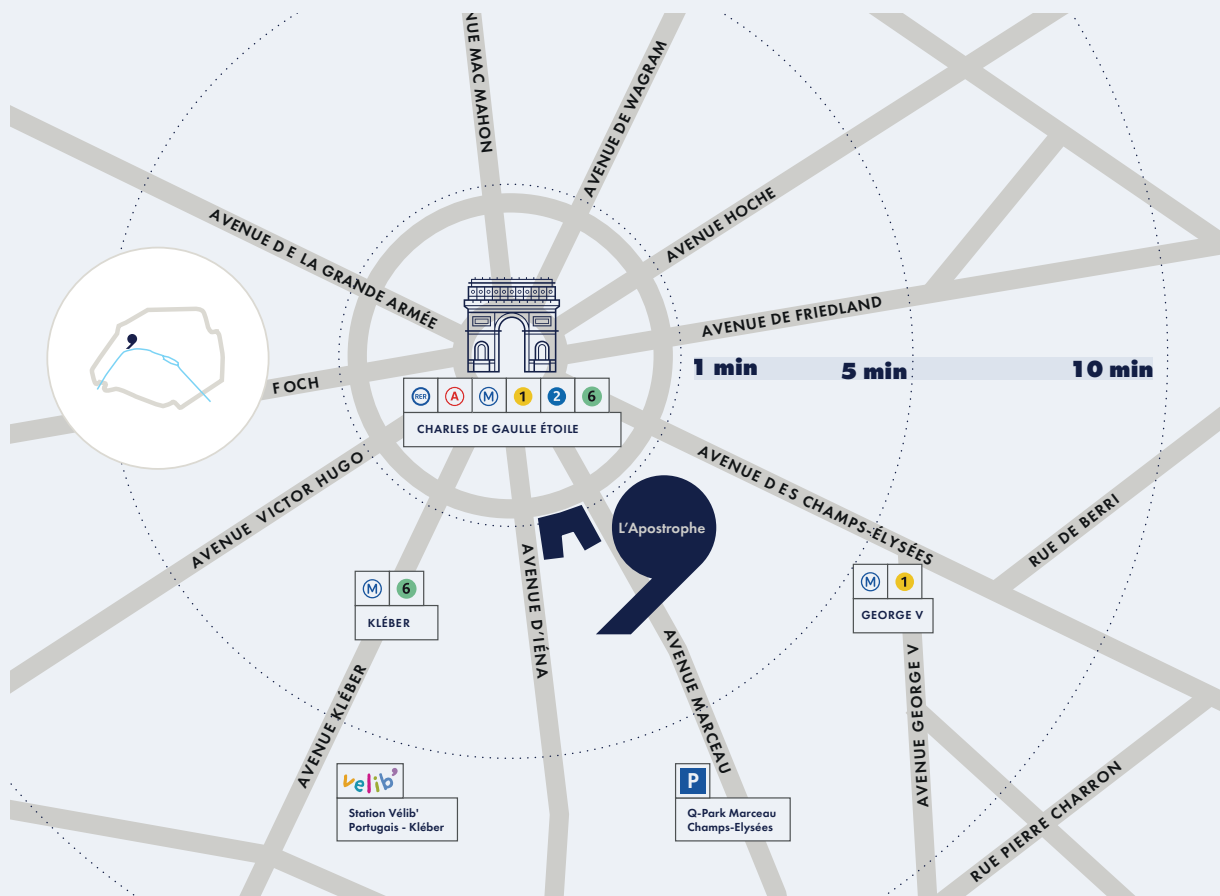 NUE MAC MAHON
AVENUE DE WAGRAM
AVENUE HOCHE
AVENUE DE LA GRANDE ARMÉE
AVENUE DE FRIEDLAND
1 min
5 min
10 min
FOCH
RER
A
M
1
2
6
CHARLES DE GAULLE ÉTOILE
AVENUE VICTOR HUGO
AVENUE DES CHAMPS-ÉLYSÉES
L'Apostrophe
RUE DE BERRI
M
6
KLÉBER
AVENUE D'IÉNA
M
1
GEORGE V
AVENUE KLÉBER
AVENUE MARCEAU
AVENUE GEORGE V
velib'
Station Vélib'
Portugais - Kléber
P
Q-Park Marceau
Champs-Elysées
RUE PIERRE CHARRON